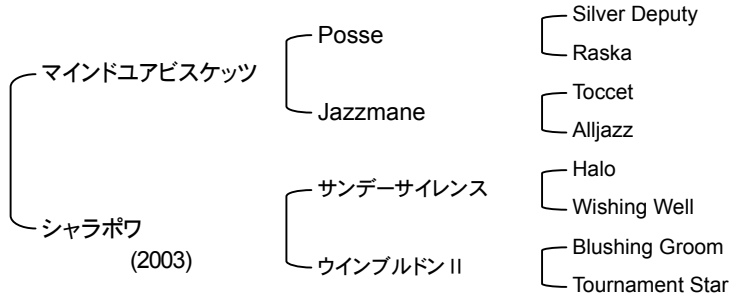 Silver Deputy
Posse
Raska
マインドユアビスケッツ
Toccet
Jazzmane
Alljazz
Halo
サンデーサイレンス
Wishing Well
シャラポワ
(2003)
Blushing Groom
ウインブルドンⅡ
Tournament Star